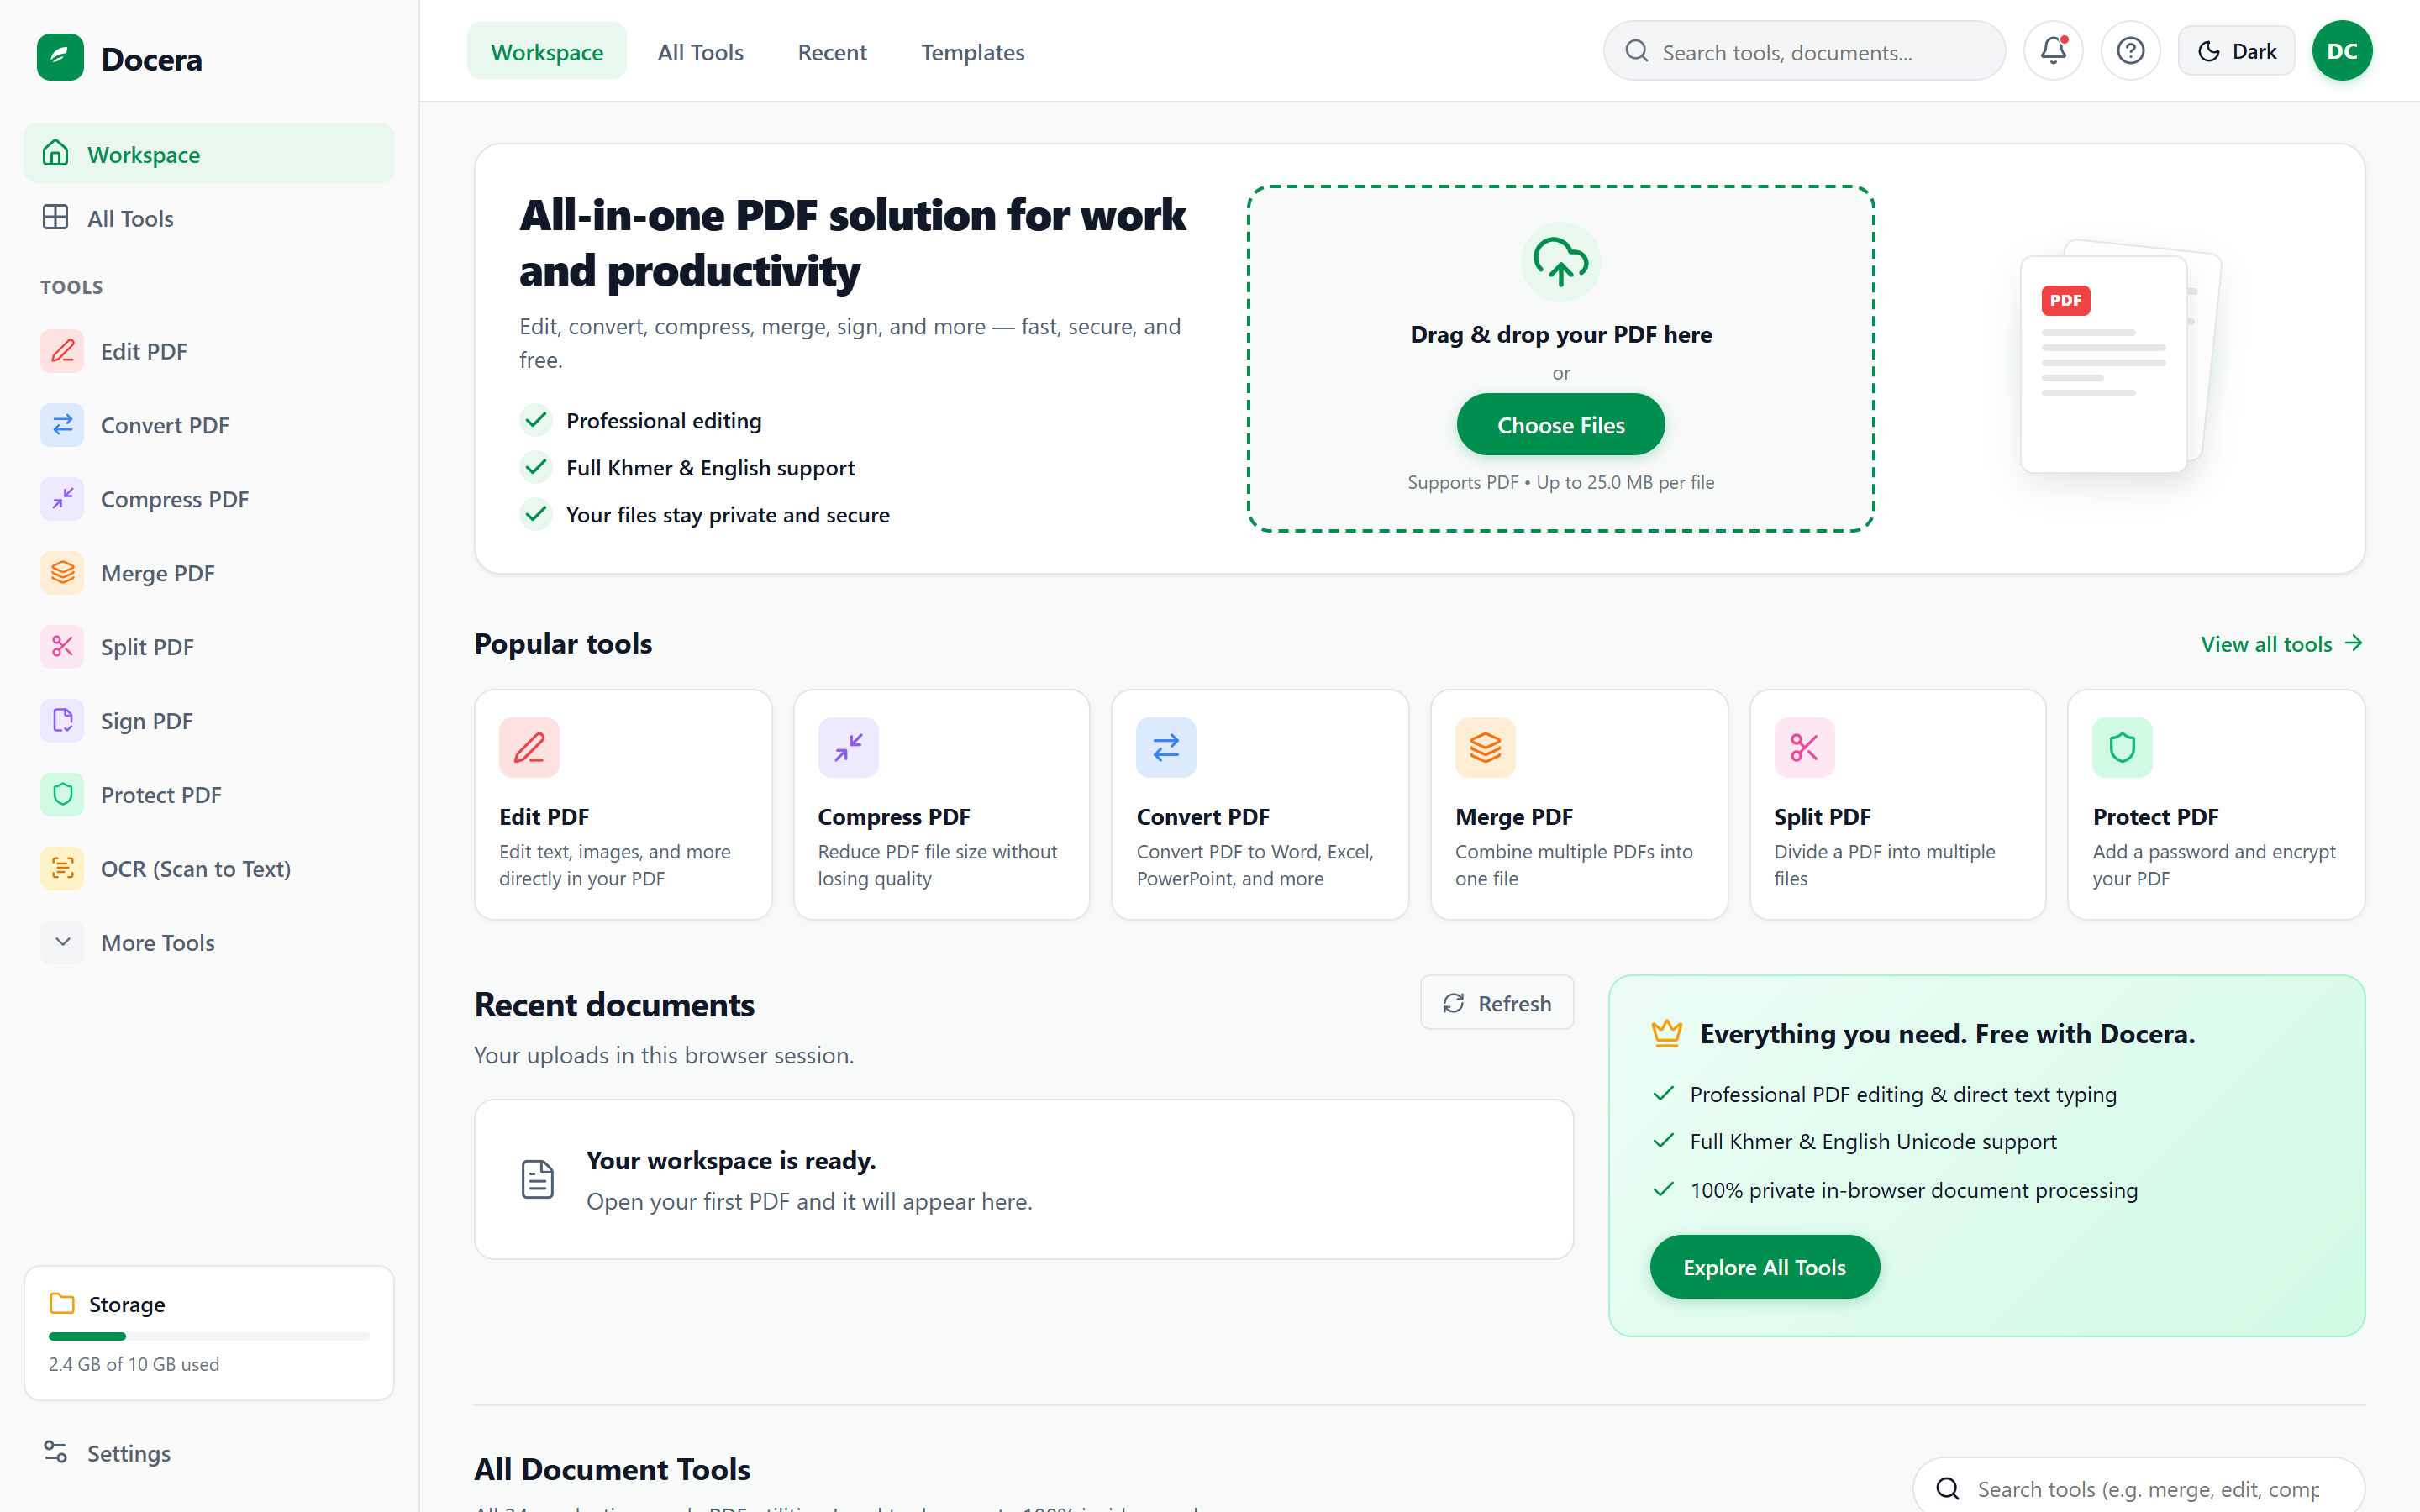 Docera
Workspace
All Tools
TOOLS
Edit PDF
Convert PDF
Compress PDF
Merge PDF
Split PDF
Sign PDF
Protect PDF
OCR (Scan to Text)
More Tools
Storage
2.4 GB of 10 GB used
Settings
Workspace
All Tools
Recent
Templates
Search tools, documents...
Dark
DC
All-in-one PDF solution for work
and productivity
Edit, convert, compress, merge, sign, and more — fast, secure, and
free.
Professional editing
Full Khmer & English support
Your files stay private and secure
Drag & drop your PDF here
or
Choose Files
Supports PDF • Up to 25.0 MB per file
PDF
Popular tools
View all tools
Edit PDF
Edit text, images, and more
directly in your PDF
Compress PDF
Reduce PDF file size without
losing quality
Convert PDF
Convert PDF to Word, Excel,
PowerPoint, and more
Merge PDF
Combine multiple PDFs into
one file
Split PDF
Divide a PDF into multiple
files
Protect PDF
Add a password and encrypt
your PDF
Recent documents
Refresh
Your uploads in this browser session.
Your workspace is ready.
Open your first PDF and it will appear here.
Everything you need. Free with Docera.
Professional PDF editing & direct text typing
Full Khmer & English Unicode support
100% private in-browser document processing
Explore All Tools
All Document Tools
Search tools (e.g. merge, edit, comp